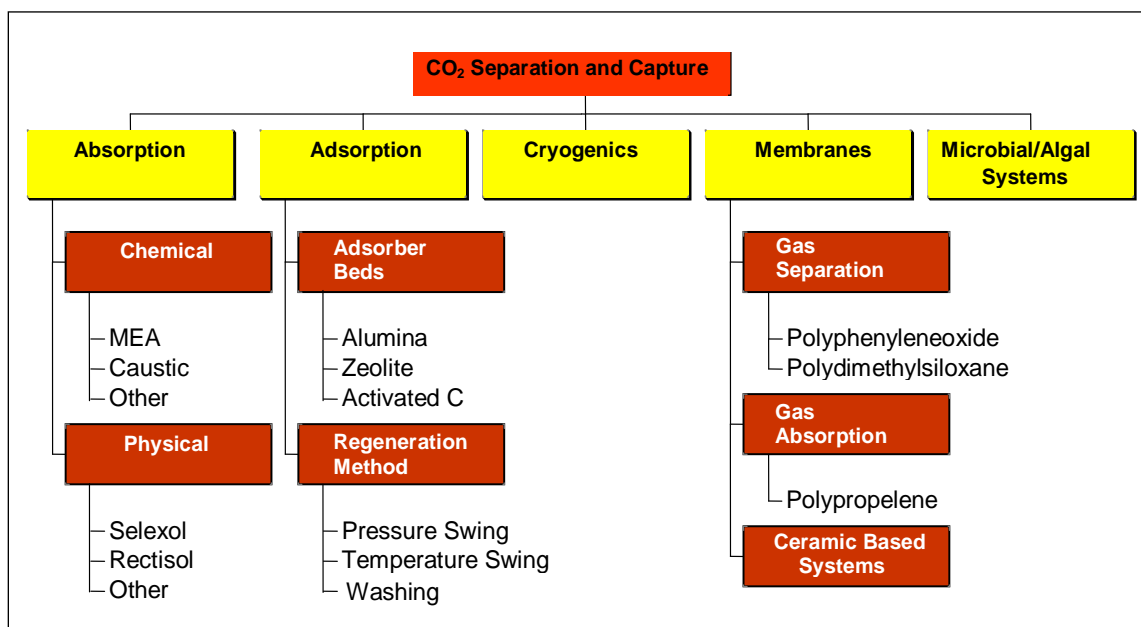 CO₂ Separation and Capture
Absorption
Adsorption
Cryogenics
Membranes
Microbial/Algal
Systems
Chemical
MEA
Caustic
Other
Physical
Selexol
Rectisol
Other
Adsorber
Beds
Alumina
Zeolite
Activated C
Regeneration
Method
Pressure Swing
Temperature Swing
Washing
Gas
Separation
Polyphenyleneoxide
Polydimethylsiloxane
Gas
Absorption
Polypropelene
Ceramic Based
Systems